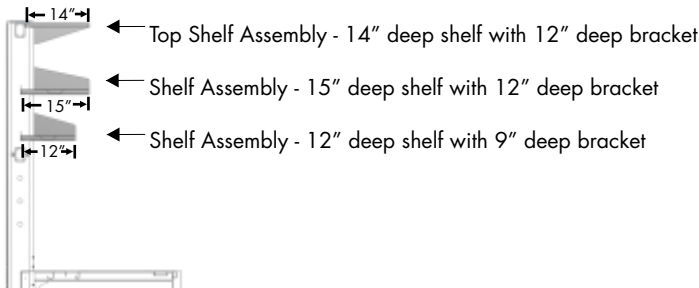 14”
Top Shelf Assembly - 14” deep shelf with 12” deep bracket
Shelf Assembly - 15” deep shelf with 12” deep bracket
15”
Shelf Assembly - 12” deep shelf with 9” deep bracket
12”